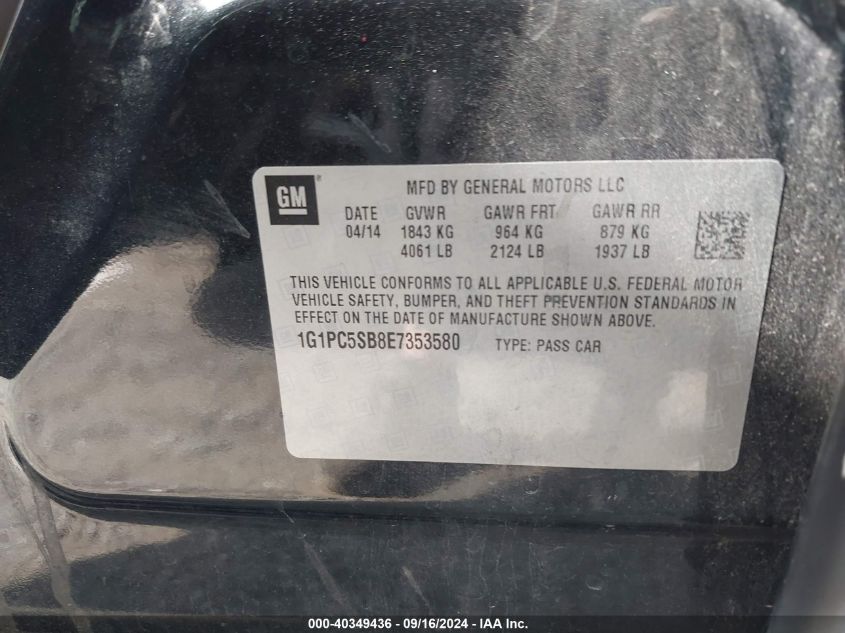 GM
MFD BY GENERAL MOTORS LLC
DATE GVWR GAWR FRT GAWR RR
04/14 1843 KG 964 KG 879 KG
4061 LB 2124 LB 1937 LB
THIS VEHICLE CONFORMS TO ALL APPLICABLE U.S. FEDERAL MOTOR
VEHICLE SAFETY, BUMPER, AND THEFT PREVENTION STANDARDS IN
EFFECT ON THE DATE OF MANUFACTURE SHOWN ABOVE.
1G1PC5SB8E7353580 TYPE: PASS CAR
000-40349436 - 09/16/2024 - IAA Inc.